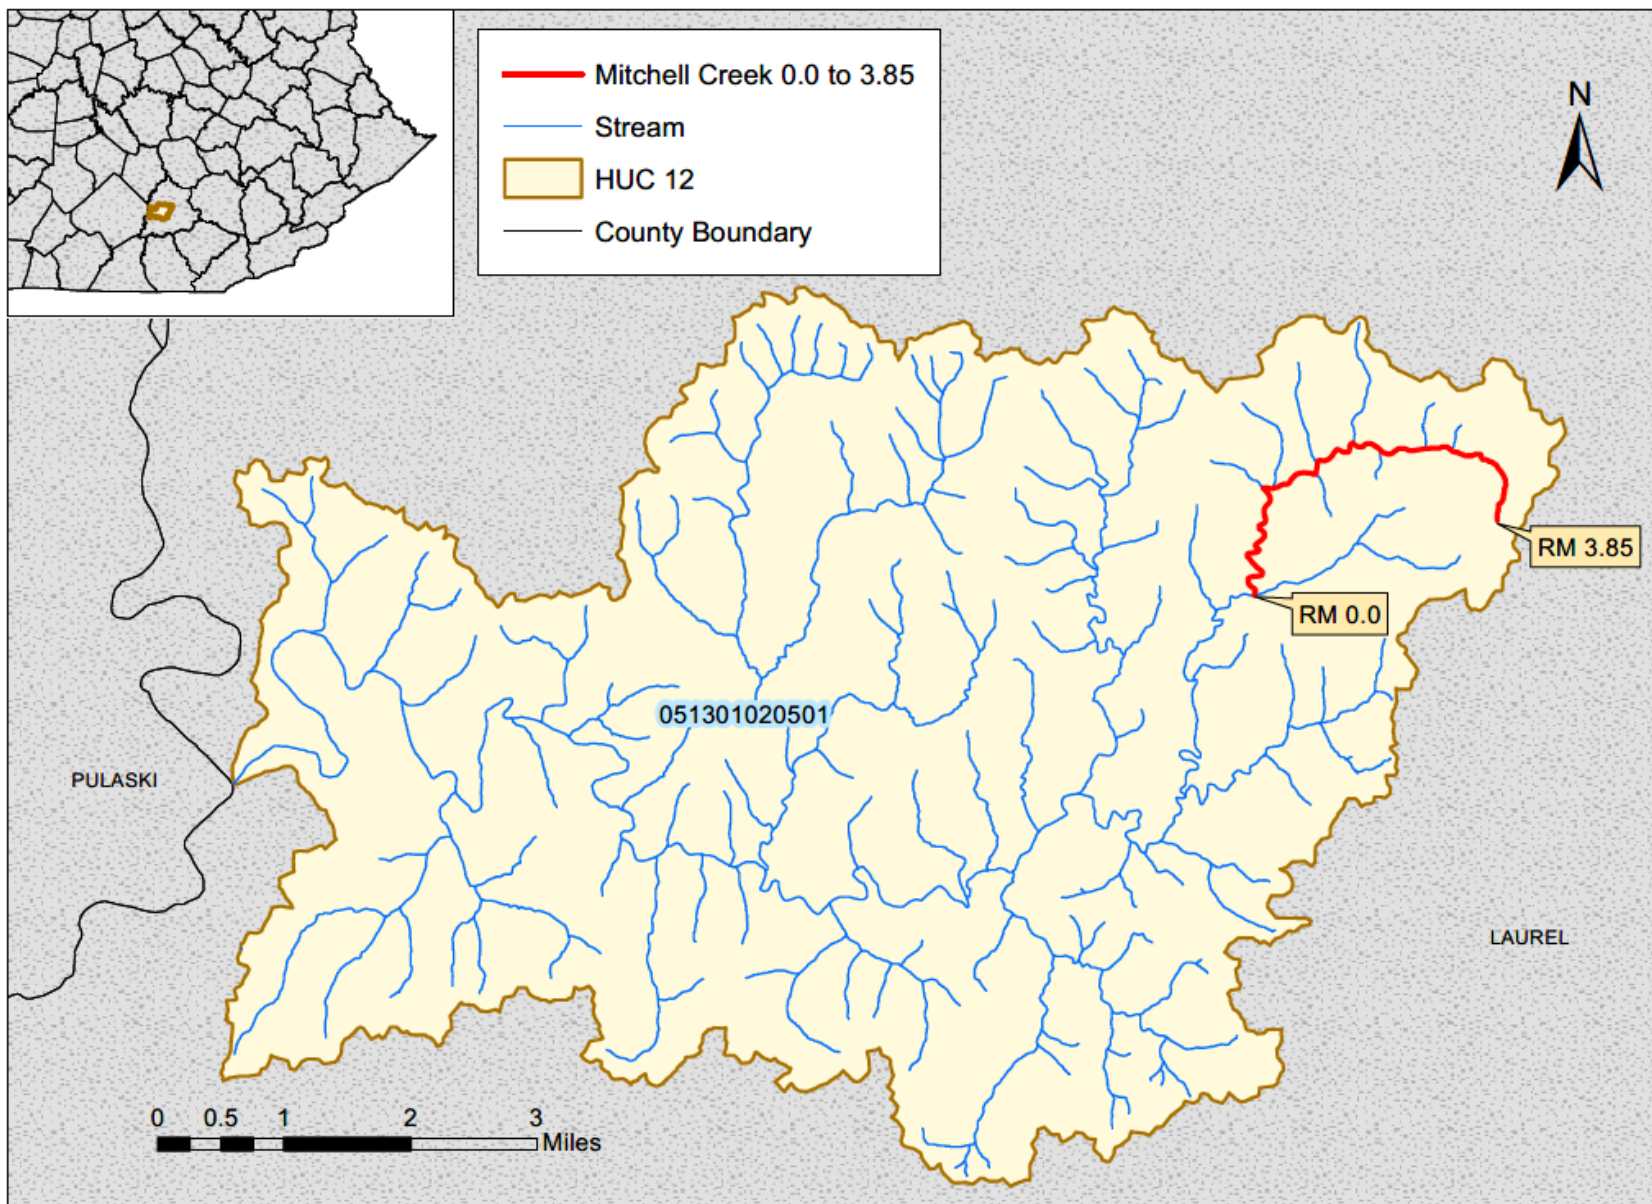 Mitchell Creek 0.0 to 3.85
Stream
HUC 12
County Boundary
N
RM 3.85
RM 0.0
051301020501
PULASKI
LAUREL
0 0.5 1 2 3
Miles